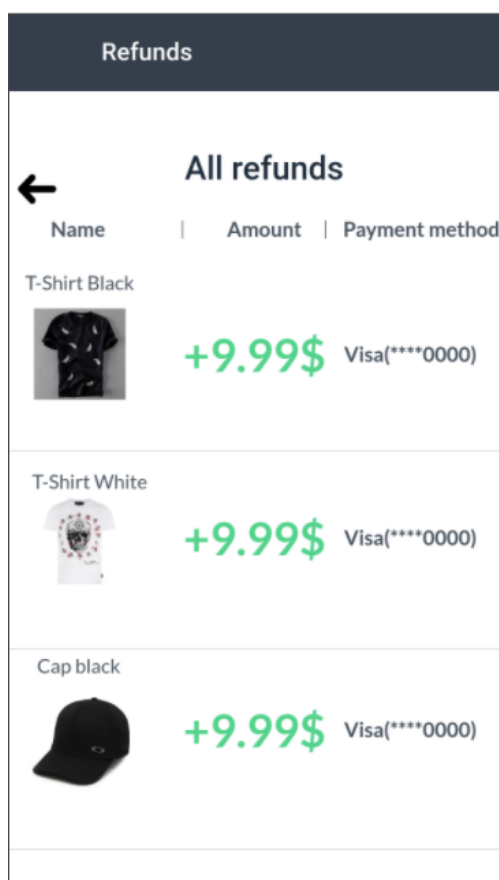 Refunds
All refunds
Name | Amount | Payment method
T-Shirt Black
+9.99$ Visa(****0000)
T-Shirt White
+9.99$ Visa(****0000)
Cap black
+9.99$ Visa(****0000)